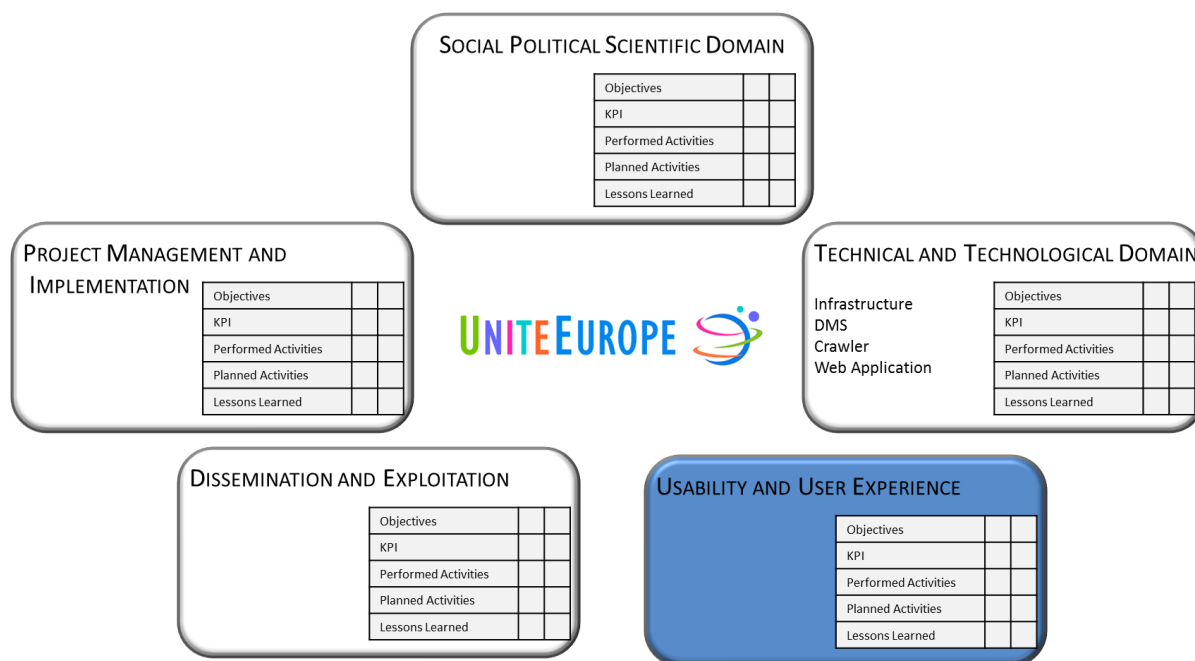 SOCIAL POLITICAL SCIENTIFIC DOMAIN
Objectives
KPI
Performed Activities
Planned Activities
Lessons Learned
PROJECT MANAGEMENT AND
IMPLEMENTATION
Objectives
KPI
Performed Activities
Planned Activities
Lessons Learned
UNITEEUROPE
TECHNICAL AND TECHNOLOGICAL DOMAIN
Infrastructure
DMS
Crawler
Web Application
Objectives
KPI
Performed Activities
Planned Activities
Lessons Learned
DISSEMINATION AND EXPLOITATION
Objectives
KPI
Performed Activities
Planned Activities
Lessons Learned
USABILITY AND USER EXPERIENCE
Objectives
KPI
Performed Activities
Planned Activities
Lessons Learned